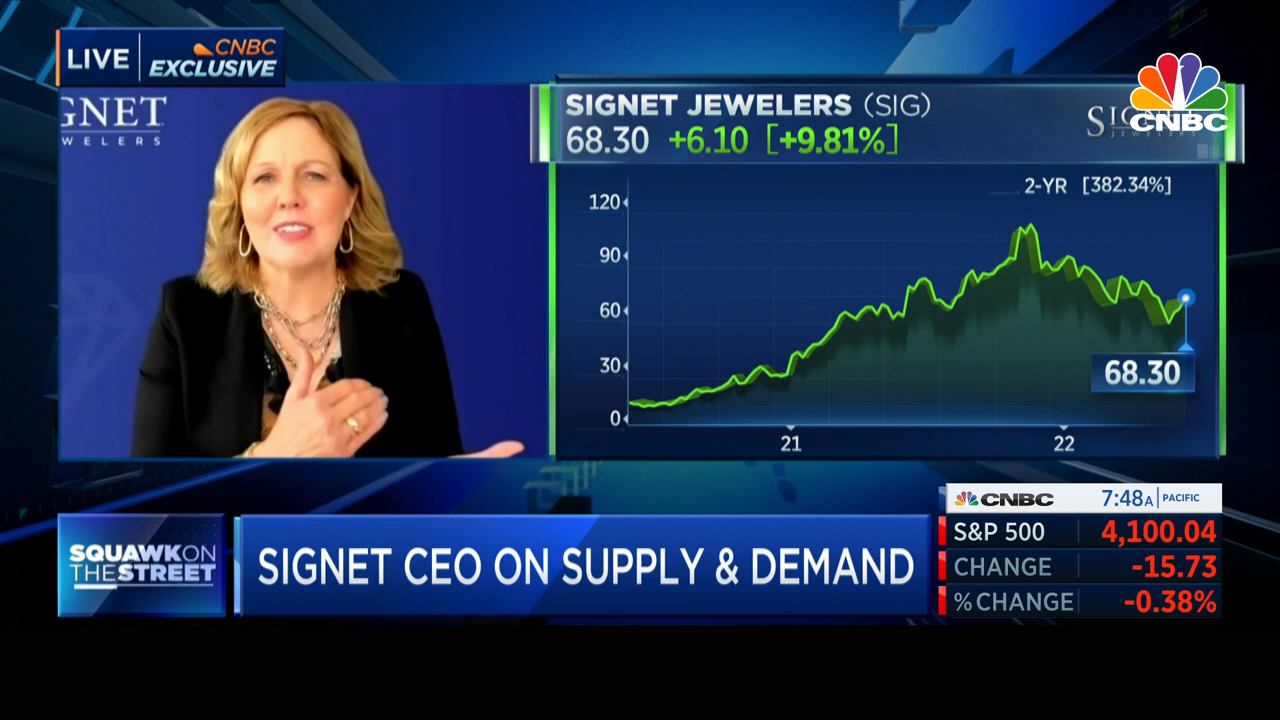 LIVE
CNBC
EXCLUSIVE
GNET
WELERS
SIGNET JEWELERS (SIG)
68.30 +6.10 [+9.81%]
CNBC
2-YR [382.34%]
120
90
60
30
0
68.30
21
22
SQUAWK ON
THE STREET
SIGNET CEO ON SUPPLY & DEMAND
CNBC 7:48A PACIFIC
S&P 500 4,100.04
CHANGE -15.73
% CHANGE -0.38%